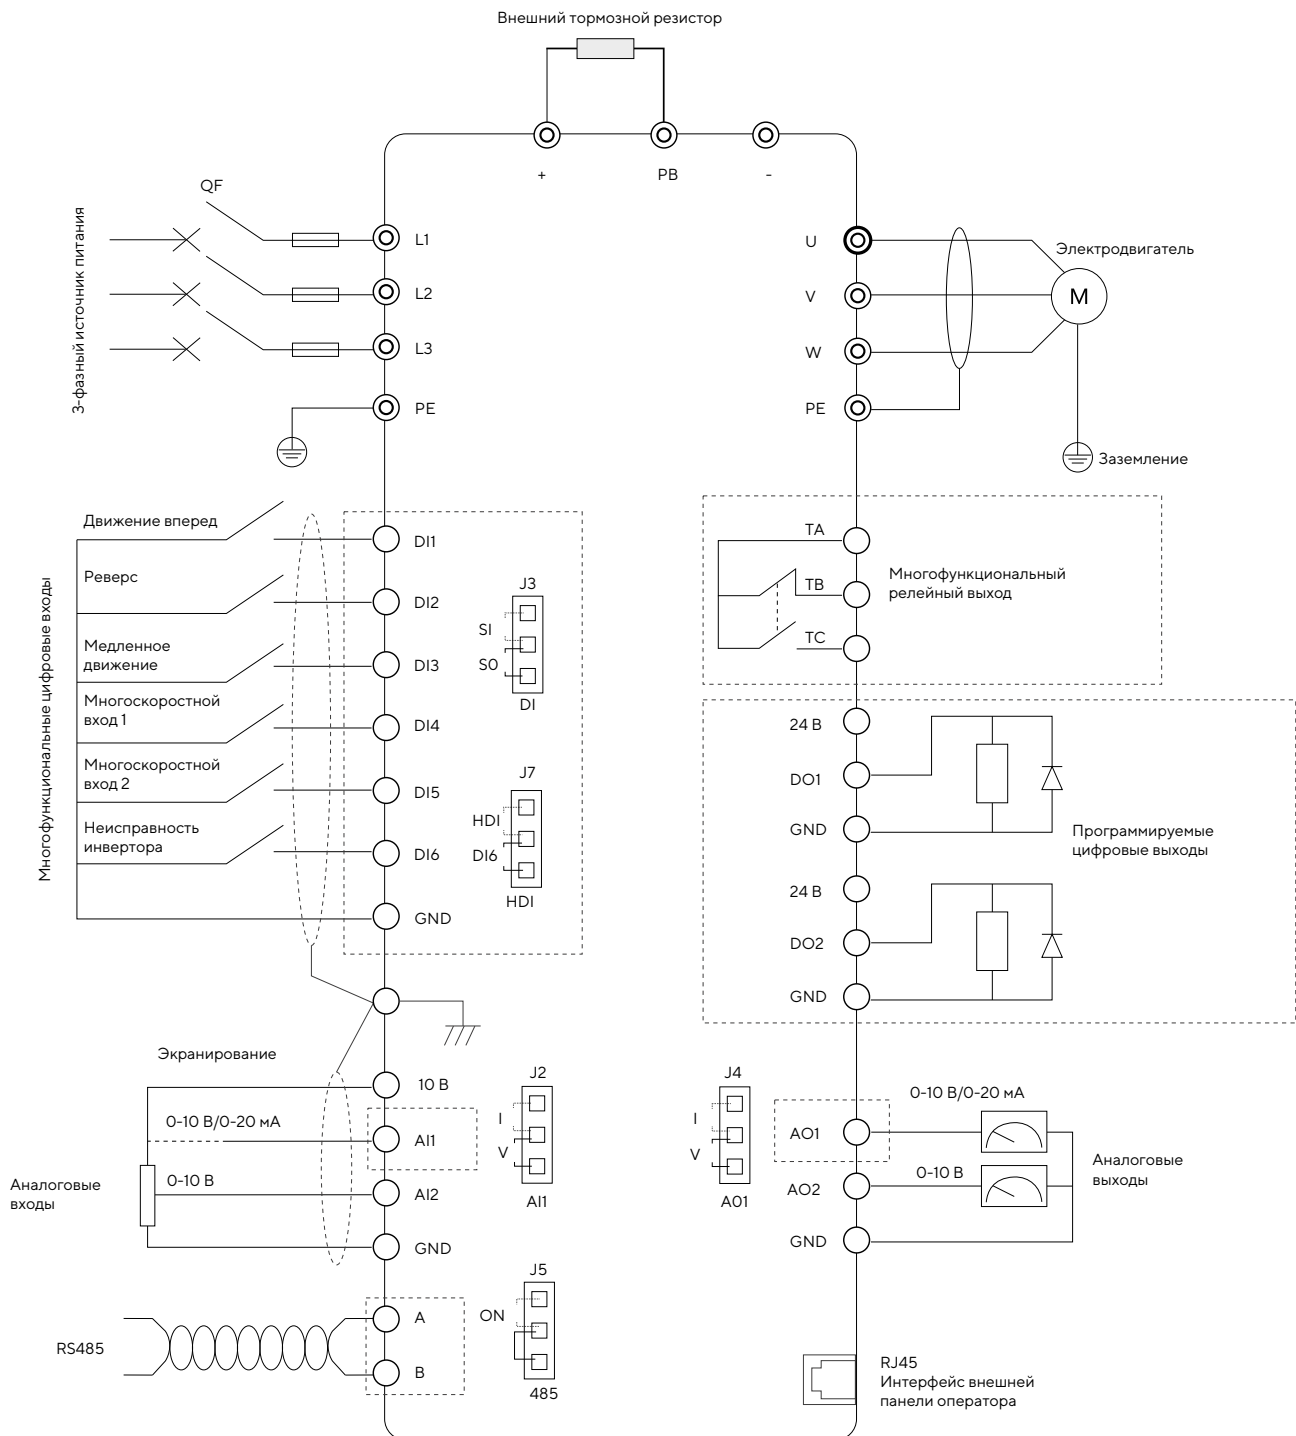 Внешний тормозной резистор
+
PB
-
QF
3-фазный источник питания
L1
L2
L3
PE
U
V
W
PE
Электродвигатель
M
Заземление
Многофункциональные цифровые входы
Движение вперед
Реверс
Медленное
движение
Многоскоростной
вход 1
Многоскоростной
вход 2
Неисправность
инвертора
DI1
DI2
DI3
DI4
DI5
DI6
GND
J3
SI
S0
DI
J7
HDI
DI6
HDI
TA
TB
TC
Многофункциональный
релейный выход
24 В
DO1
GND
24 В
DO2
GND
Программируемые
цифровые выходы
Экранирование
10 В
0-10 В/0-20 мА
AI1
0-10 В
AI2
GND
Аналоговые
входы
J2
I
V
AI1
J4
I
V
A01
0-10 В/0-20 мА
AO1
0-10 В
AO2
GND
Аналоговые
выходы
RS485
A
B
J5
ON
485
RJ45
Интерфейс внешней
панели оператора